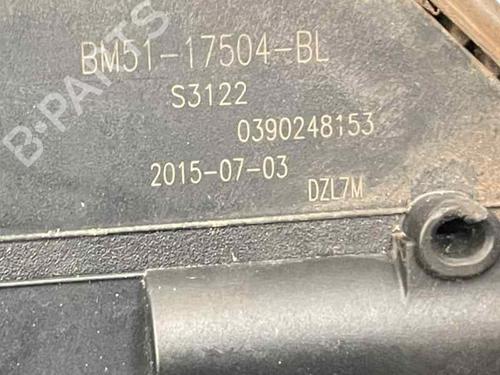 BM51-17504-BL
S3122
0390248153
2015-07-03
DZL7M
B-PARTS